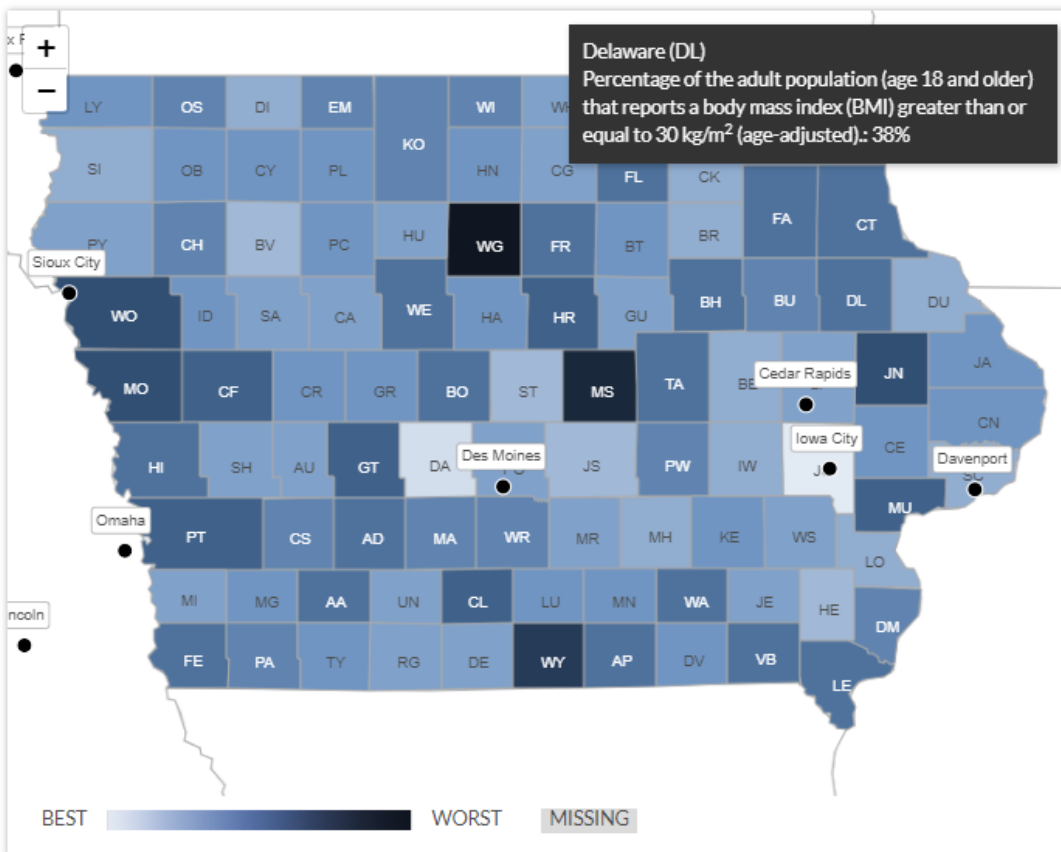 +
−
Delaware (DL)
Percentage of the adult population (age 18 and older)
that reports a body mass index (BMI) greater than or
equal to 30 kg/m² (age-adjusted).: 38%
LY OS DI EM KO WI
SI OB CY PL HN CG FL CK FA CT
PY CH BV PC HU WG FR BT BR
Sioux City
WO ID SA CA WE HA HR GU BH BU DL DU
MO CF CR GR BO ST MS TA JN JA
Cedar Rapids
HI SH AU GT DA JS PW IW CE CN
Des Moines
Iowa City
Davenport
Omaha
PT CS AD MA WR MR MH KE WS MU LO
MI MG AA UN CL LU MN WA JE HE DM
ncoln
FE PA TY RG DE WY AP DV VB LE
BEST WORST MISSING